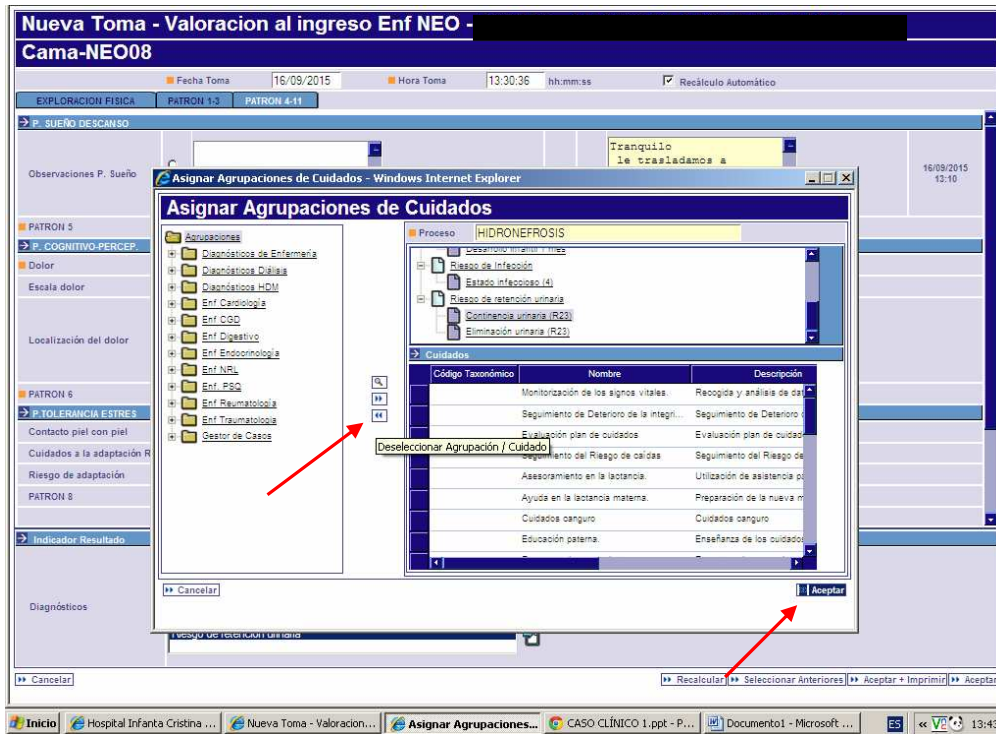 Nueva Toma - Valoracion al ingreso Enf NEO -
Cama-NEO08
Fecha Toma 16/09/2015 Hora Toma 13:30:36 hh:mm:ss Recálculo Automático
EXPLORACION FISICA PATRON 1-3 PATRON 4-11
P. SUEÑO DESCANSO
Observaciones P. Sueño
Tranquilo
le trasladamos a
16/09/2015
13:10
PATRON 5
P. COGNITIVO-PERCEP.
Dolor
Escala dolor
Localización del dolor
PATRON 6
P.TOLERANCIA ESTRES
Contacto piel con piel
Cuidados a la adaptación R
Riesgo de adaptación
PATRON 8
Indicador Resultado
Diagnósticos
Riesgo de retención urinaria
Asignar Agrupaciones de Cuidados - Windows Internet Explorer
Asignar Agrupaciones de Cuidados
Agrupaciones
Diagnósticos de Enfermería
Diagnósticos Diálisis
Diagnósticos HDM
Enf Cardiología
Enf CGD
Enf Digestivo
Enf Endocrinología
Enf NRL
Enf. PSQ
Enf Reumatología
Enf Traumatologia
Gestor de Casos
Deseleccionar Agrupación / Cuidado
Proceso HIDRONEFROSIS
Desarrollo infantil 1 mes
Riesgo de Infección
Estado infeccioso (4)
Riesgo de retención urinaria
Continencia urinaria (R23)
Eliminación urinaria (R23)
Cuidados
Código Taxonómico Nombre Descripción
Monitorización de los signos vitales. Recogida y análisis de dat
Seguimiento de Deterioro de la integri... Seguimiento de Deterioro d
Evaluación plan de cuidados Evaluación plan de cuidad
Seguimiento del Riesgo de caídas Seguimiento del Riesgo de
Asesoramiento en la lactancia. Utilización de asistencia pa
Ayuda en la lactancia materna. Preparación de la nueva m
Cuidados canguro Cuidados canguro
Educación paterna. Enseñanza de los cuidados
Cancelar Aceptar
Cancelar Recalcular Seleccionar Anteriores Aceptar + Imprimir Aceptar
Inicio Hospital Infanta Cristina ... Nueva Toma - Valoracion... Asignar Agrupaciones... CASO CLÍNICO 1.ppt - P... Documento1 - Microsoft ... ES « 13:43